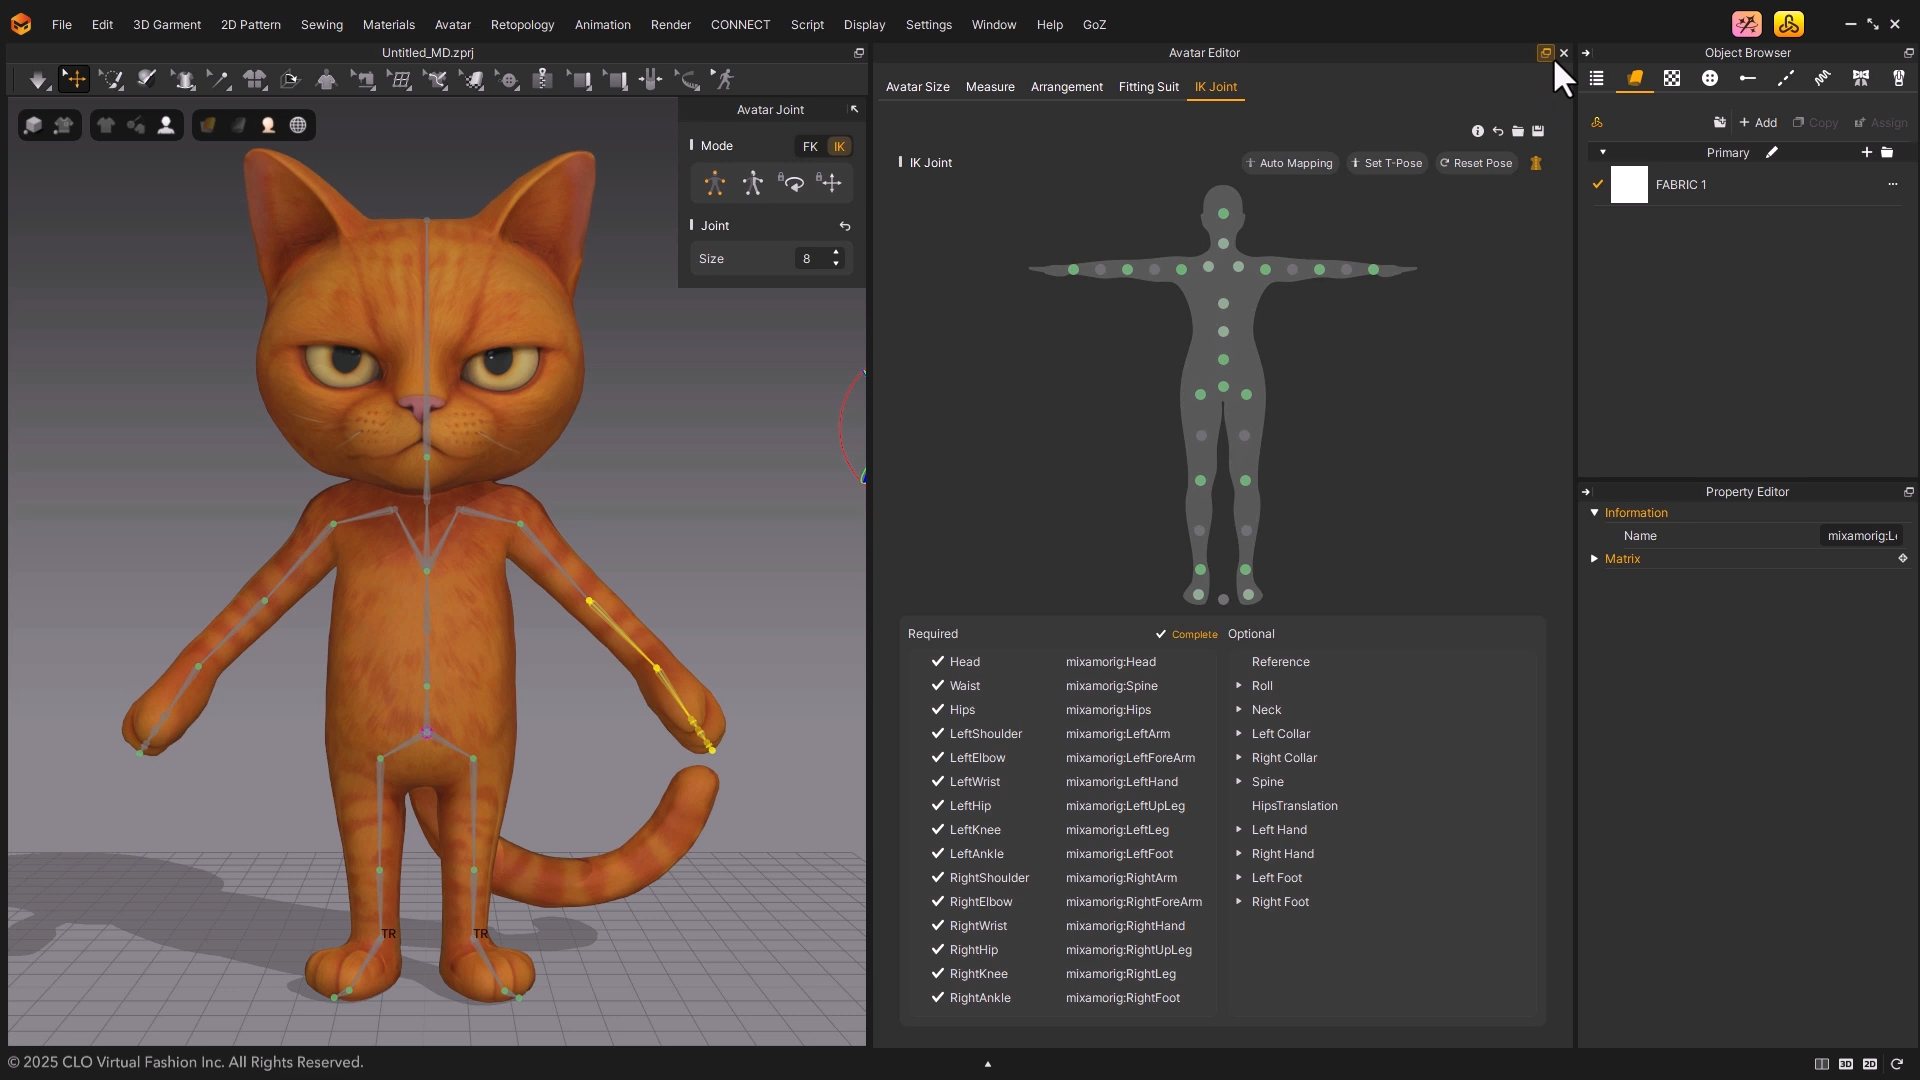 File Edit 3D Garment 2D Pattern Sewing Materials Avatar Retopology Animation Render CONNECT Script Display Settings Window Help GoZ
Untitled_MD.zprj
Avatar Editor
Object Browser
Avatar Size Measure Arrangement Fitting Suit IK Joint
Avatar Joint
Mode FK IK
Joint
Size 8
IK Joint
Auto Mapping Set T-Pose Reset Pose
Add Copy Assign
Primary
FABRIC 1
Property Editor
Information
Name mixamorig:Le
Matrix
Required Complete Optional
Head mixamorig:Head
Waist mixamorig:Spine
Hips mixamorig:Hips
LeftShoulder mixamorig:LeftArm
LeftElbow mixamorig:LeftForeArm
LeftWrist mixamorig:LeftHand
LeftHip mixamorig:LeftUpLeg
LeftKnee mixamorig:LeftLeg
LeftAnkle mixamorig:LeftFoot
RightShoulder mixamorig:RightArm
RightElbow mixamorig:RightForeArm
RightWrist mixamorig:RightHand
RightHip mixamorig:RightUpLeg
RightKnee mixamorig:RightLeg
RightAnkle mixamorig:RightFoot
Reference
Roll
Neck
Left Collar
Right Collar
Spine
HipsTranslation
Left Hand
Right Hand
Left Foot
Right Foot
TR TR
© 2025 CLO Virtual Fashion Inc. All Rights Reserved.
3D 2D